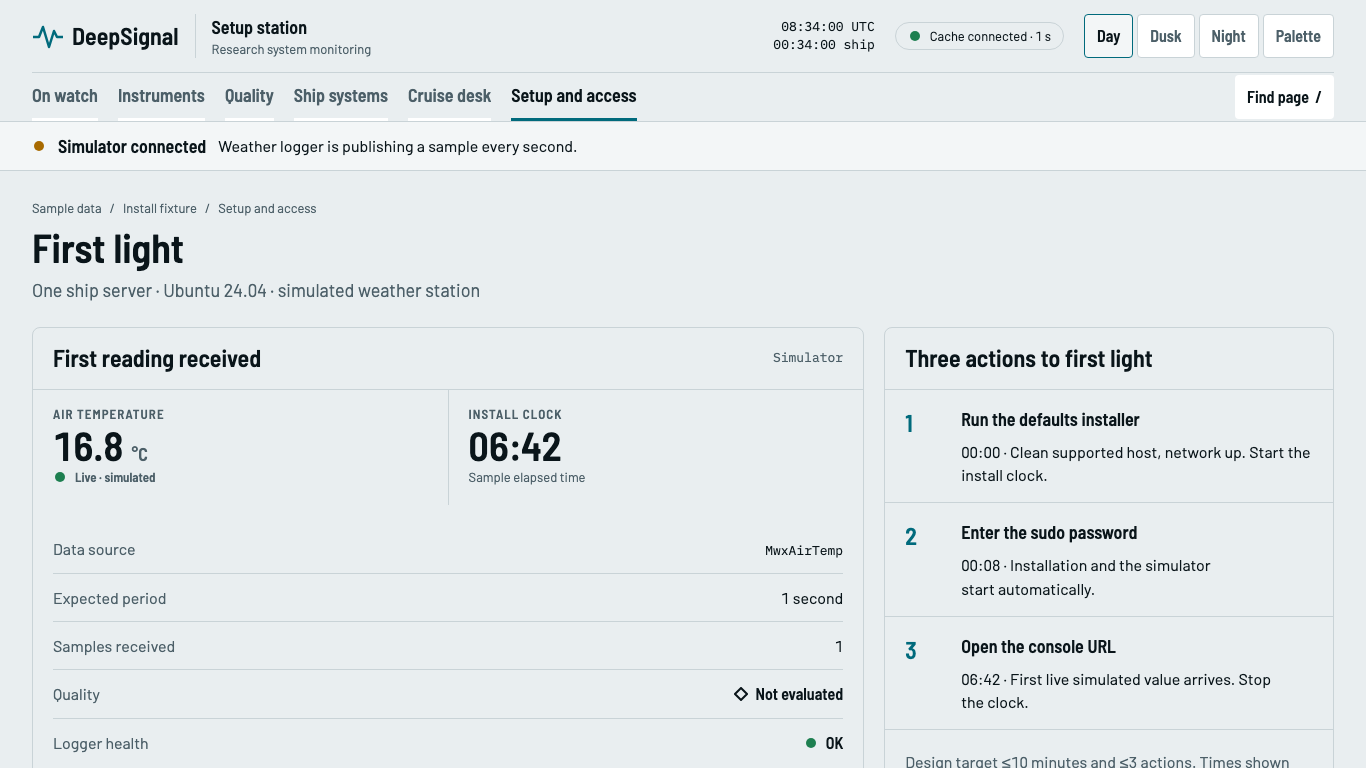 DeepSignal
Setup station
Research system monitoring
08:34:00 UTC
00:34:00 ship
Cache connected · 1 s
Day
Dusk
Night
Palette
On watch
Instruments
Quality
Ship systems
Cruise desk
Setup and access
Find page /
Simulator connected Weather logger is publishing a sample every second.
Sample data / Install fixture / Setup and access
First light
One ship server · Ubuntu 24.04 · simulated weather station
First reading received
Simulator
AIR TEMPERATURE
16.8 °C
Live · simulated
INSTALL CLOCK
06:42
Sample elapsed time
Data source
MwxAirTemp
Expected period
1 second
Samples received
1
Quality
Not evaluated
Logger health
OK
Three actions to first light
1
Run the defaults installer
00:00 · Clean supported host, network up. Start the
install clock.
2
Enter the sudo password
00:08 · Installation and the simulator
start automatically.
3
Open the console URL
06:42 · First live simulated value arrives. Stop
the clock.
Design target ≤10 minutes and ≤3 actions. Times shown